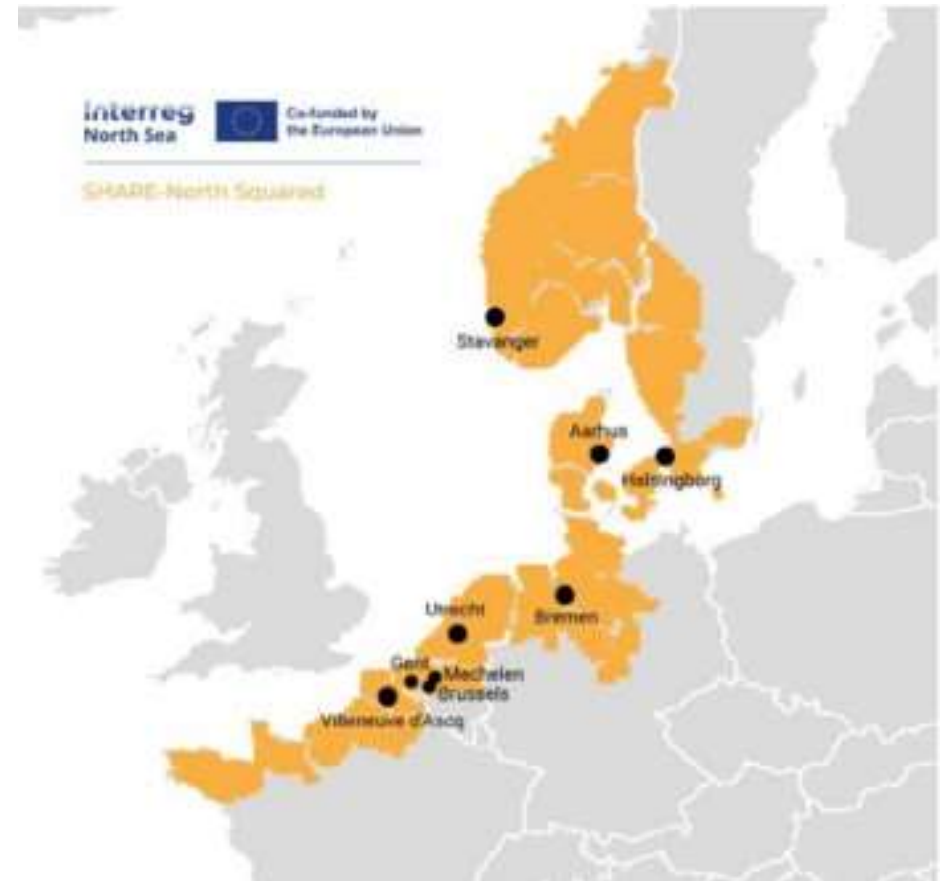 interreg
North Sea
Co-funded by
the European Union
SHARE-North Squared
Stavanger
Aarhus
Helsingborg
Bremen
Utrecht
Gent
Mechelen
Brussels
Villeneuve d'Ascq